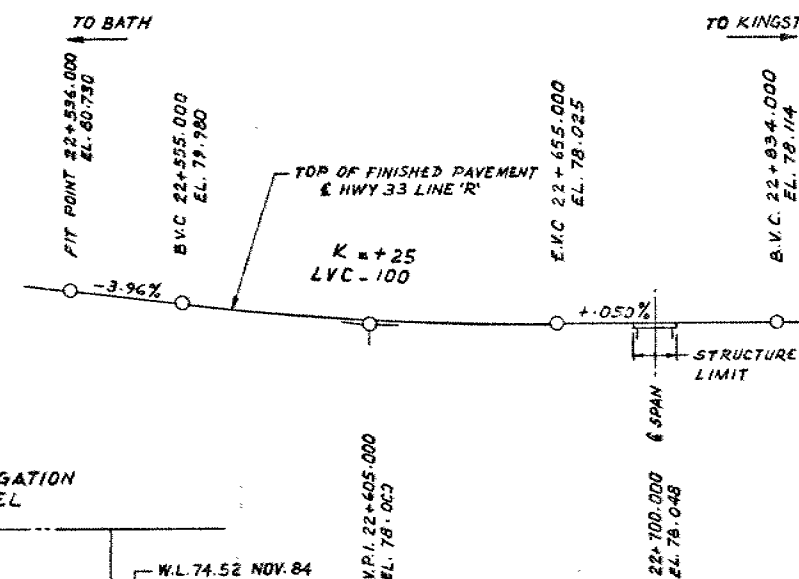 TO BATH
TO KINGST
FIT POINT 22+536.000
EL. 80.730
B.V.C 22+555.000
EL. 79.980
TOP OF FINISHED PAVEMENT
℄ HWY 33 LINE 'R'
K = +25
LVC - 100
E.V.C 22+655.000
EL. 78.025
B.V.C. 22+834.000
EL. 78.114
-3.96%
+.050%
STRUCTURE
LIMIT
℄ SPAN
22+700.000
EL. 78.048
V.P.I. 22+605.000
EL. 78.000
GATION
EL
W.L. 74.52 NOV. 84